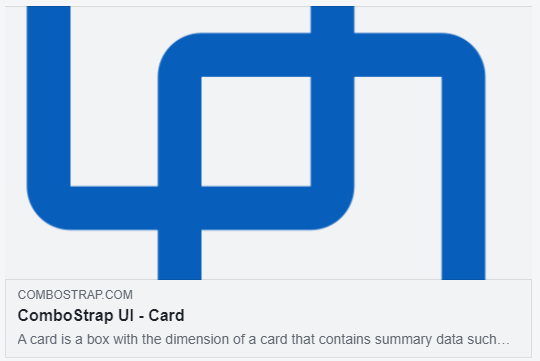 COMBOSTRAP.COM
ComboStrap UI - Card
A card is a box with the dimension of a card that contains summary data such...